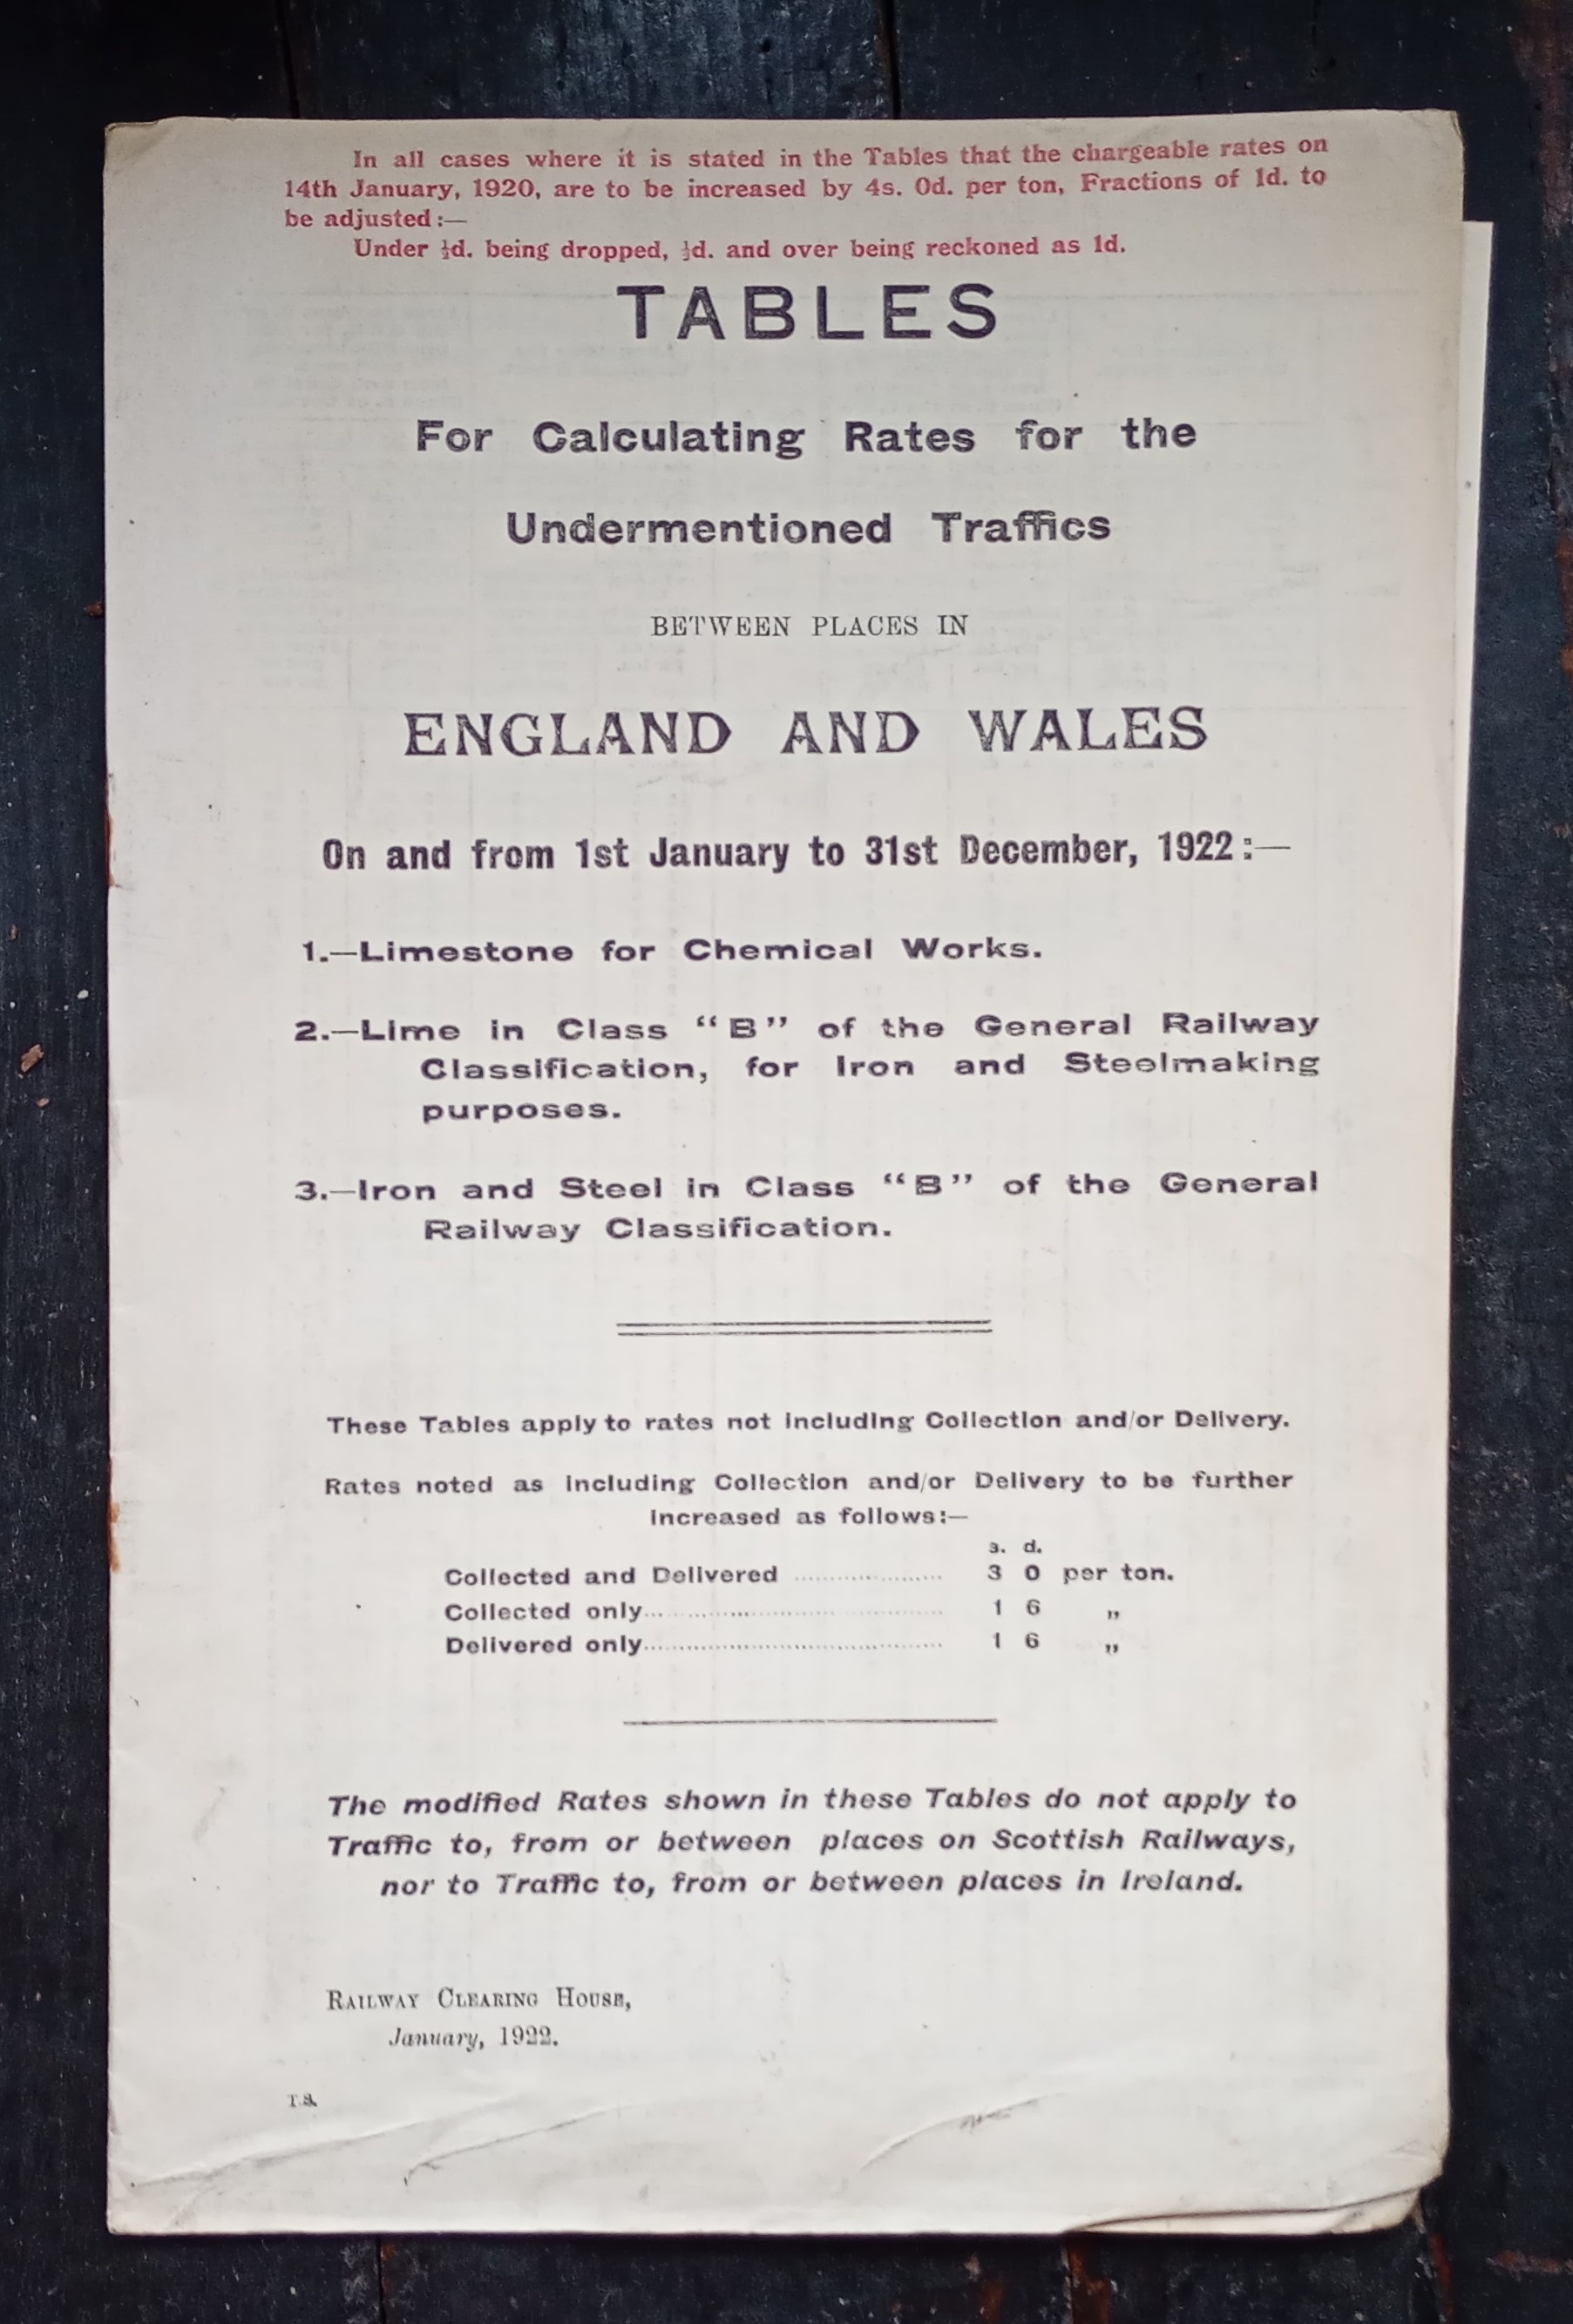 In all cases where it is stated in the Tables that the chargeable rates on
14th January, 1920, are to be increased by 4s. 0d. per ton, Fractions of 1d. to
be adjusted:—
Under ½d. being dropped, ½d. and over being reckoned as 1d.
TABLES
For Calculating Rates for the
Undermentioned Traffics
BETWEEN PLACES IN
ENGLAND AND WALES
On and from 1st January to 31st December, 1922:—
1.—Limestone for Chemical Works.
2.—Lime in Class “B” of the General Railway
Classification, for Iron and Steelmaking
purposes.
3.—Iron and Steel in Class “B” of the General
Railway Classification.
These Tables apply to rates not including Collection and/or Delivery.
Rates noted as including Collection and/or Delivery to be further
increased as follows:—
s. d.
Collected and Delivered ..................... 3 0 per ton.
Collected only.......................................... 1 6 „
Delivered only.......................................... 1 6 „
The modified Rates shown in these Tables do not apply to
Traffic to, from or between places on Scottish Railways,
nor to Traffic to, from or between places in Ireland.
RAILWAY CLEARING HOUSE,
January, 1922.
T.S.